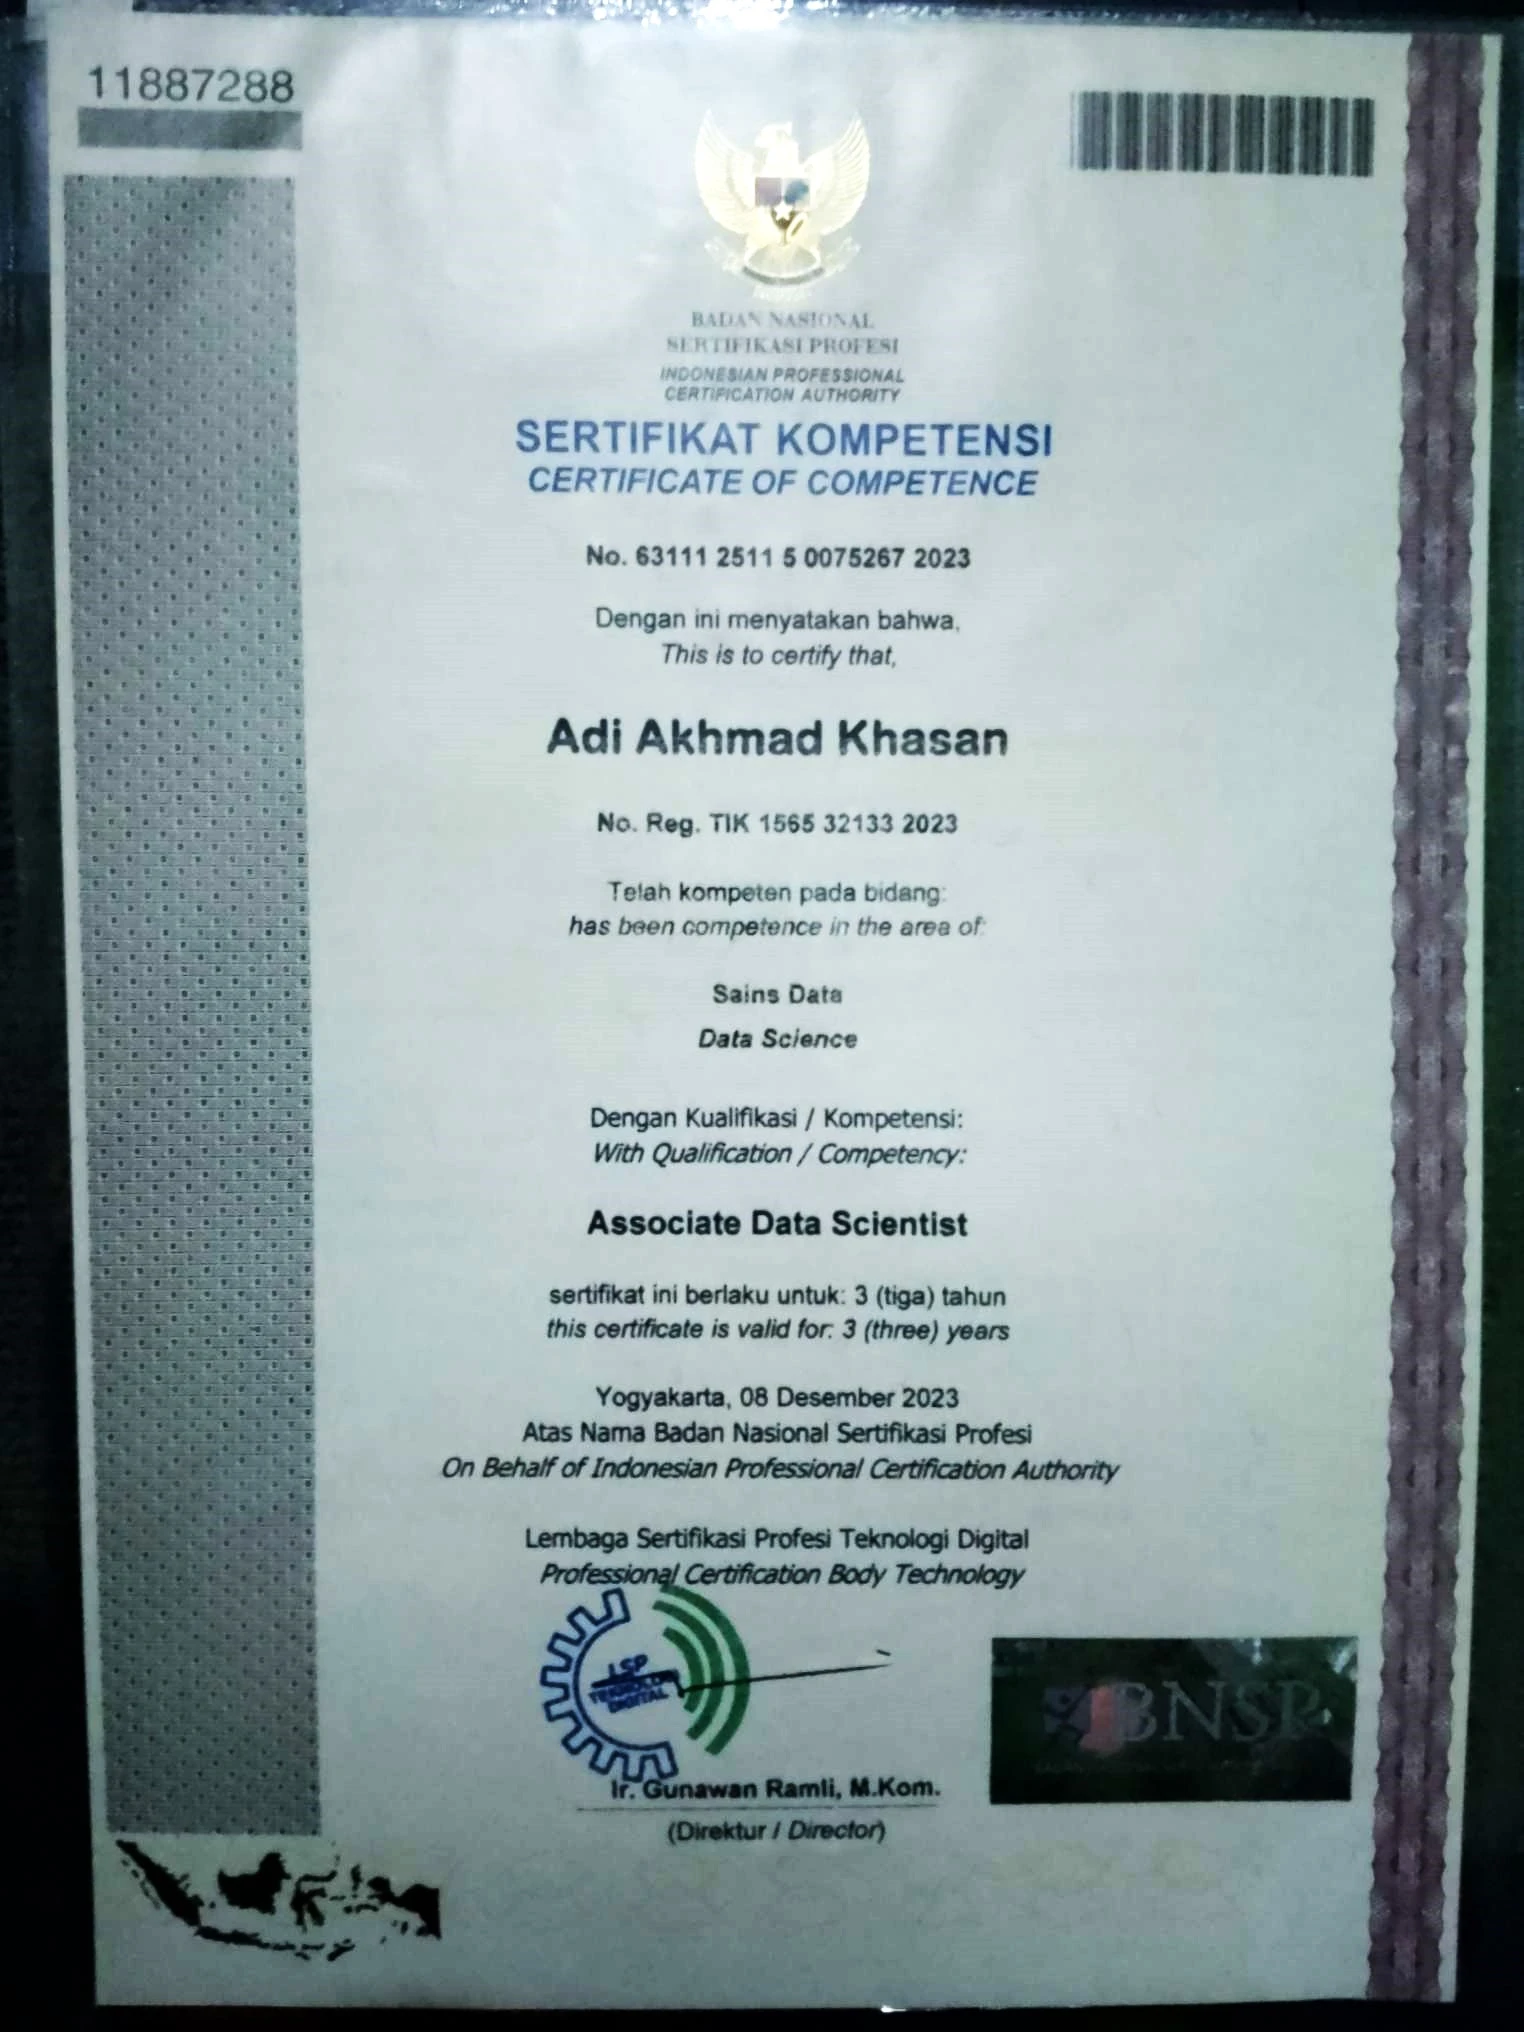 11887288
BADAN NASIONAL
SERTIFIKASI PROFESI
INDONESIAN PROFESSIONAL
CERTIFICATION AUTHORITY
SERTIFIKAT KOMPETENSI
CERTIFICATE OF COMPETENCE
No. 63111 2511 5 0075267 2023
Dengan ini menyatakan bahwa,
This is to certify that,
Adi Akhmad Khasan
No. Reg. TIK 1565 32133 2023
Telah kompeten pada bidang:
has been competence in the area of:
Sains Data
Data Science
Dengan Kualifikasi / Kompetensi:
With Qualification / Competency:
Associate Data Scientist
sertifikat ini berlaku untuk: 3 (tiga) tahun
this certificate is valid for: 3 (three) years
Yogyakarta, 08 Desember 2023
Atas Nama Badan Nasional Sertifikasi Profesi
On Behalf of Indonesian Professional Certification Authority
Lembaga Sertifikasi Profesi Teknologi Digital
Professional Certification Body Technology
LSP
DIGITAL
BNSP
Ir. Gunawan Ramli, M.Kom.
(Direktur / Director)